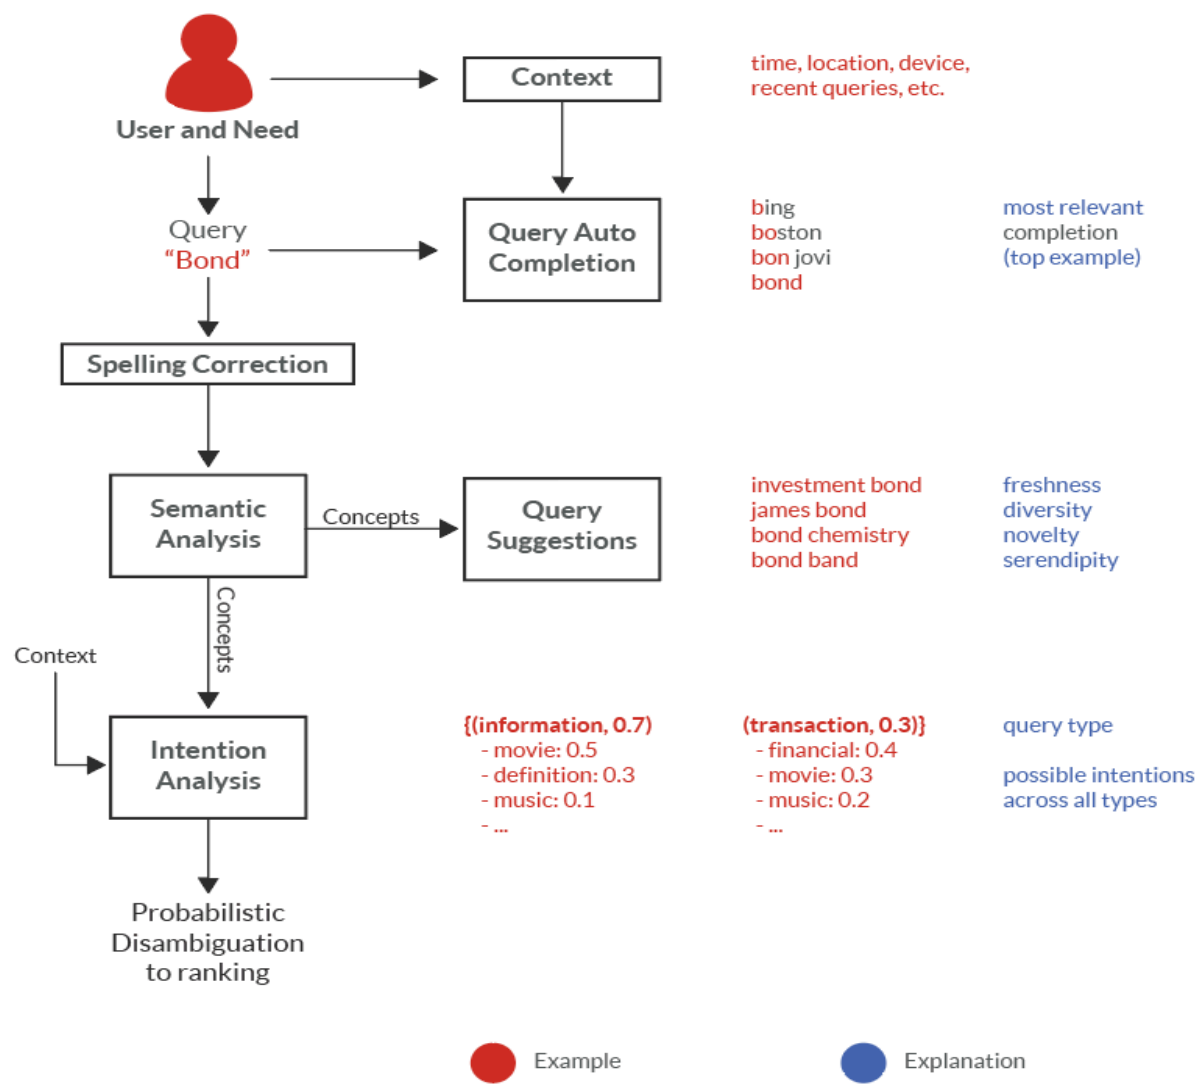 User and Need
Context
time, location, device,
recent queries, etc.
Query
“Bond”
Query Auto
Completion
bing
boston
bon jovi
bond
most relevant
completion
(top example)
Spelling Correction
Semantic
Analysis
Concepts
Query
Suggestions
investment bond
james bond
bond chemistry
bond band
freshness
diversity
novelty
serendipity
Concepts
Context
Intention
Analysis
{(information, 0.7)
- movie: 0.5
- definition: 0.3
- music: 0.1
- ...
(transaction, 0.3)}
- financial: 0.4
- movie: 0.3
- music: 0.2
- ...
query type
possible intentions
across all types
Probabilistic
Disambiguation
to ranking
Example
Explanation